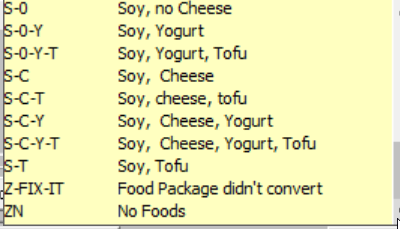 S-0 Soy, no Cheese
S-0-Y Soy, Yogurt
S-0-Y-T Soy, Yogurt, Tofu
S-C Soy,  Cheese
S-C-T Soy, cheese, tofu
S-C-Y Soy,  Cheese, Yogurt
S-C-Y-T Soy,  Cheese, Yogurt, Tofu
S-T Soy, Tofu
Z-FIX-IT Food Package didn't convert
ZN No Foods